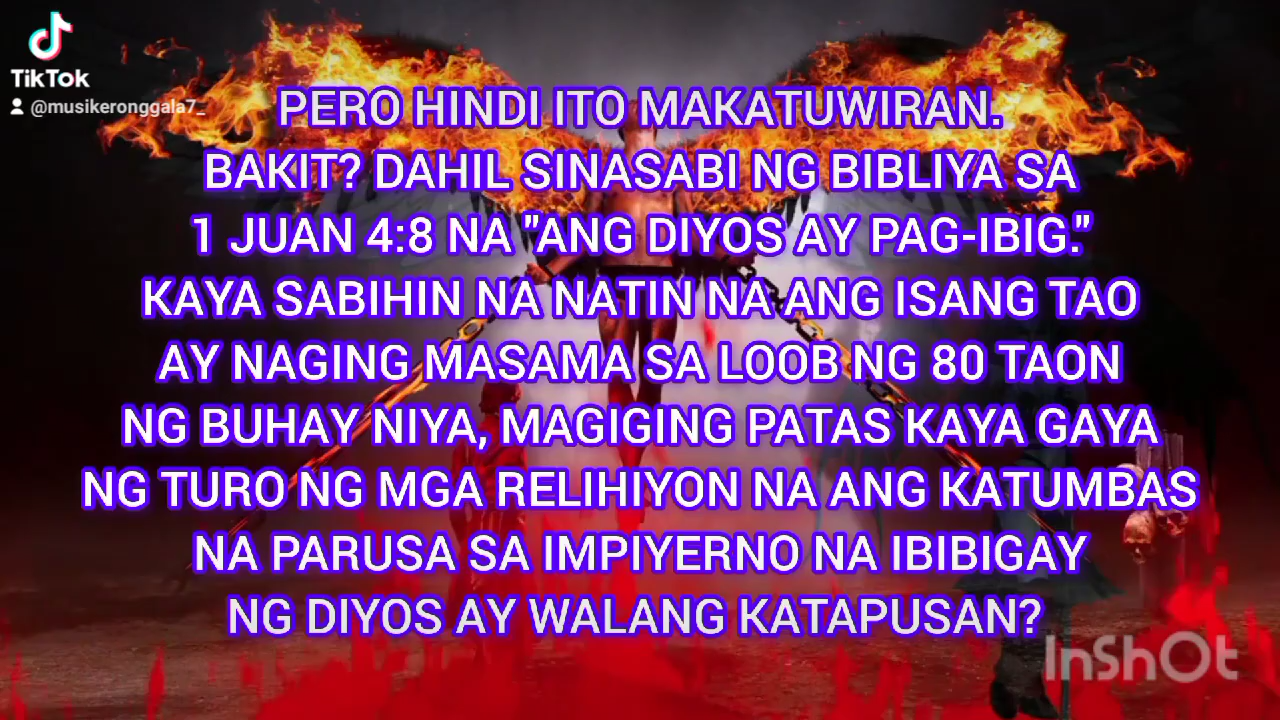 TikTok
@musikeronggala7_
PERO HINDI ITO MAKATUWIRAN.
BAKIT? DAHIL SINASABI NG BIBLIYA SA
1 JUAN 4:8 NA "ANG DIYOS AY PAG-IBIG."
KAYA SABIHIN NA NATIN NA ANG ISANG TAO
AY NAGING MASAMA SA LOOB NG 80 TAON
NG BUHAY NIYA, MAGIGING PATAS KAYA GAYA
NG TURO NG MGA RELIHIYON NA ANG KATUMBAS
NA PARUSA SA IMPIYERNO NA IBIBIGAY
NG DIYOS AY WALANG KATAPUSAN?
InShOt